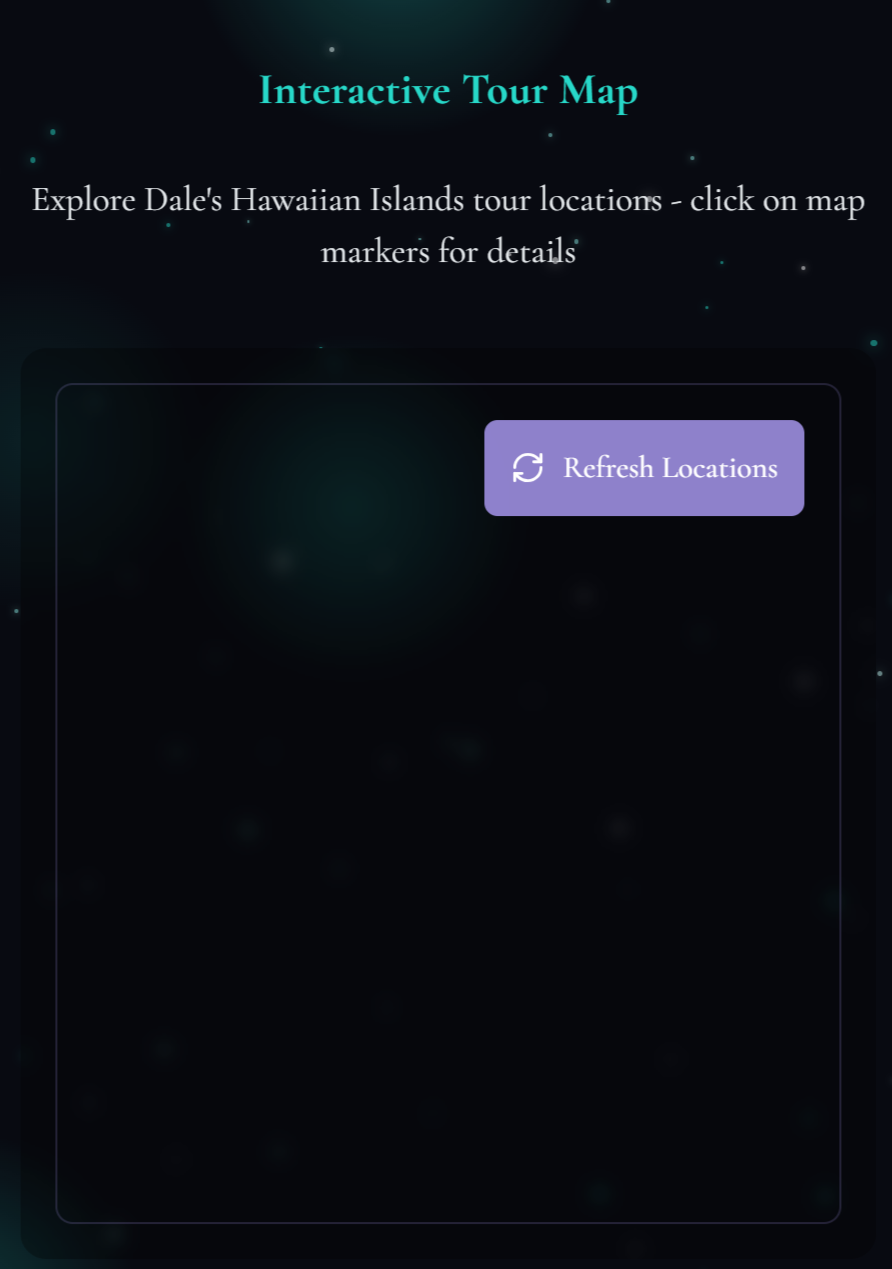 Interactive Tour Map
Explore Dale's Hawaiian Islands tour locations - click on map
markers for details
Refresh Locations